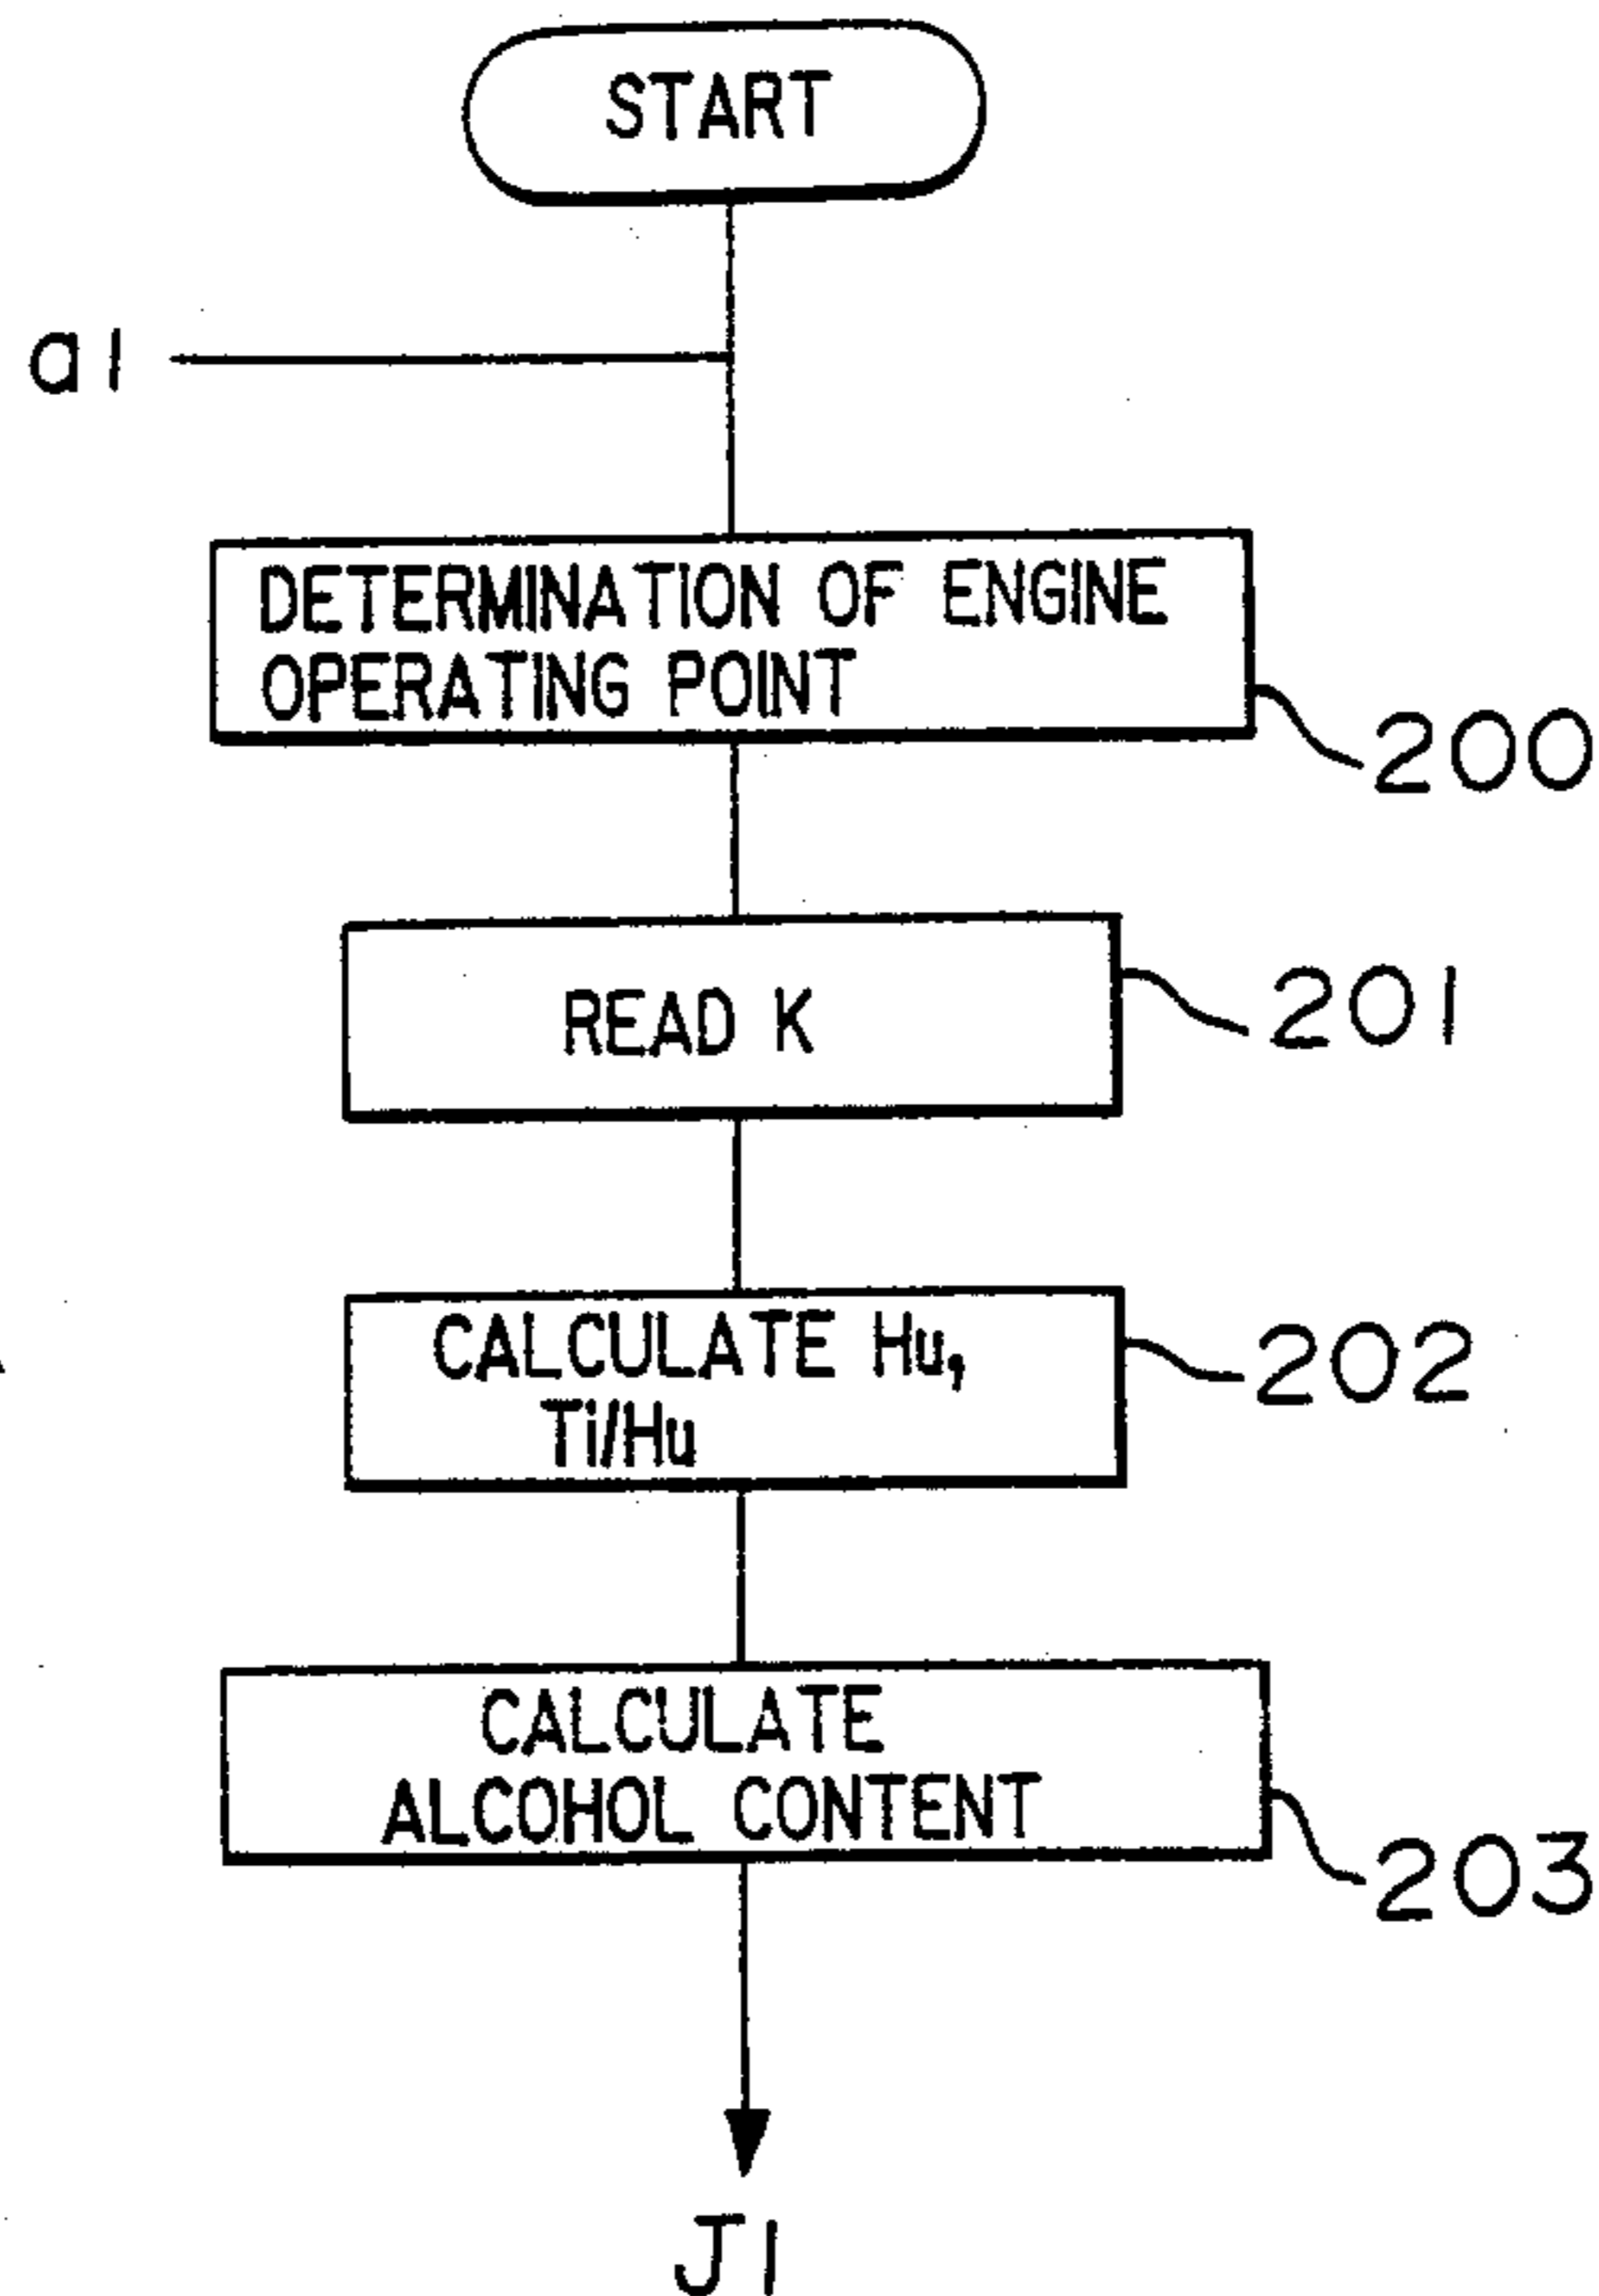 START
a1
DETERMINATION OF ENGINE
OPERATING POINT
200
READ K
201
CALCULATE Hu,
Ti/Hu
202
CALCULATE
ALCOHOL CONTENT
203
J1